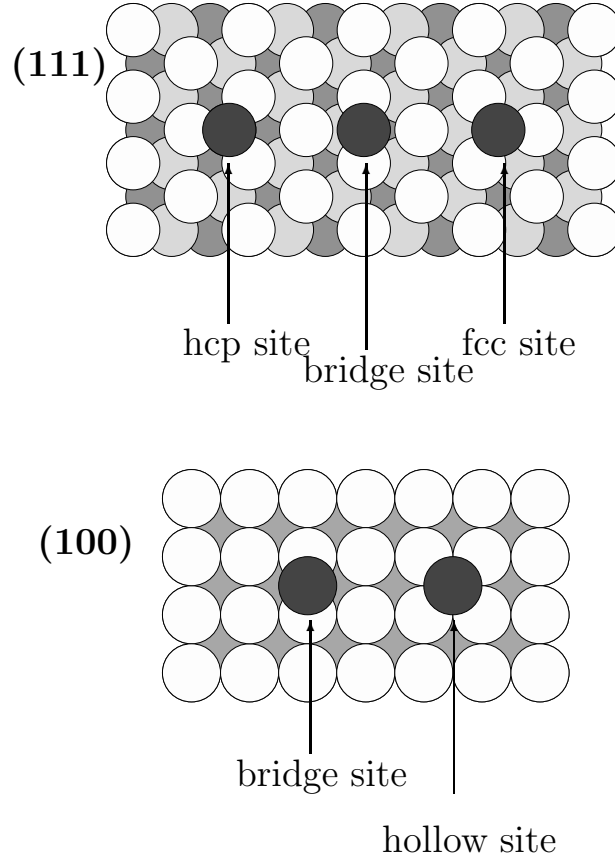 (111)
hcp site
bridge site
fcc site
(100)
bridge site
hollow site